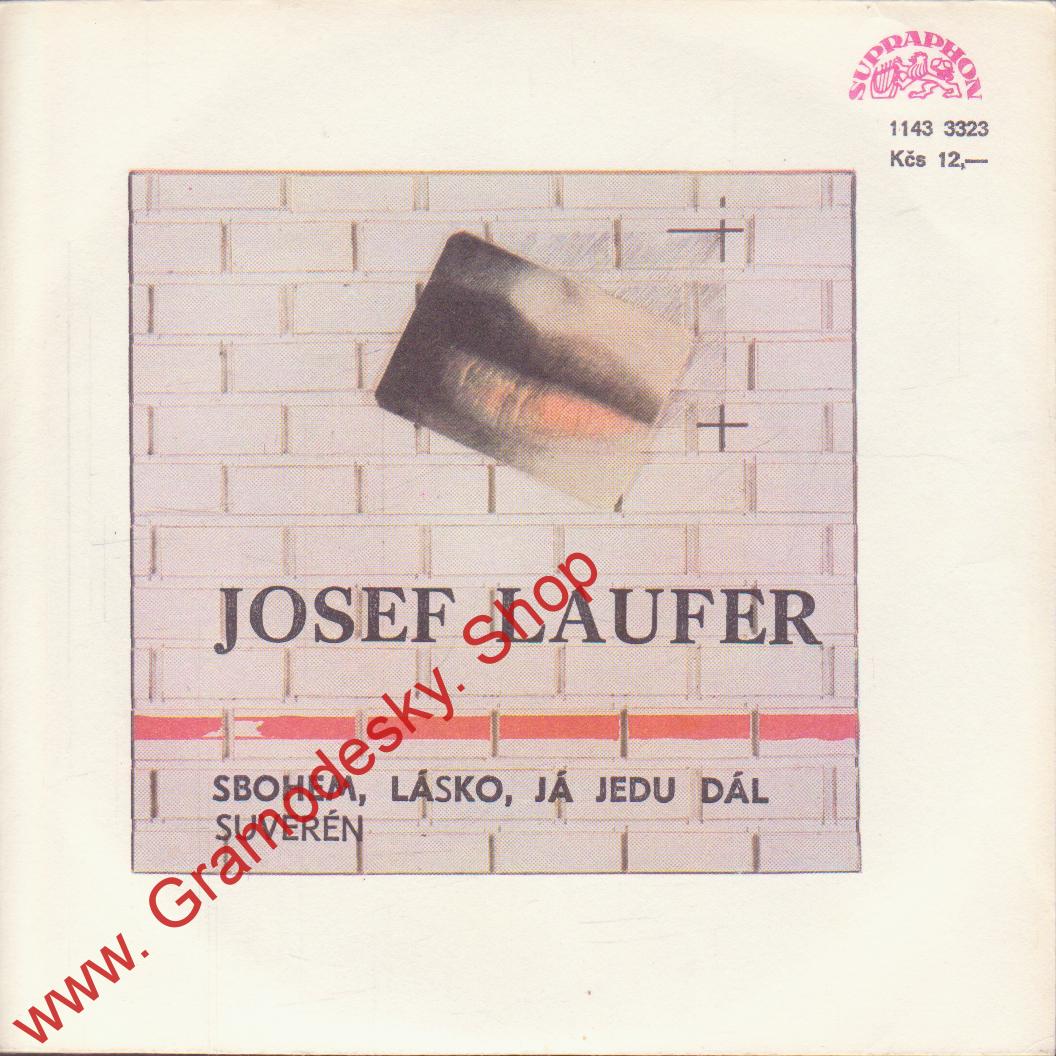 SUPRAPHON
1143 3323
Kčs 12,—
JOSEF LAUFER
SBOHEM, LÁSKO, JÁ JEDU DÁL
SUVERÉN
www. Gramodesky. Shop